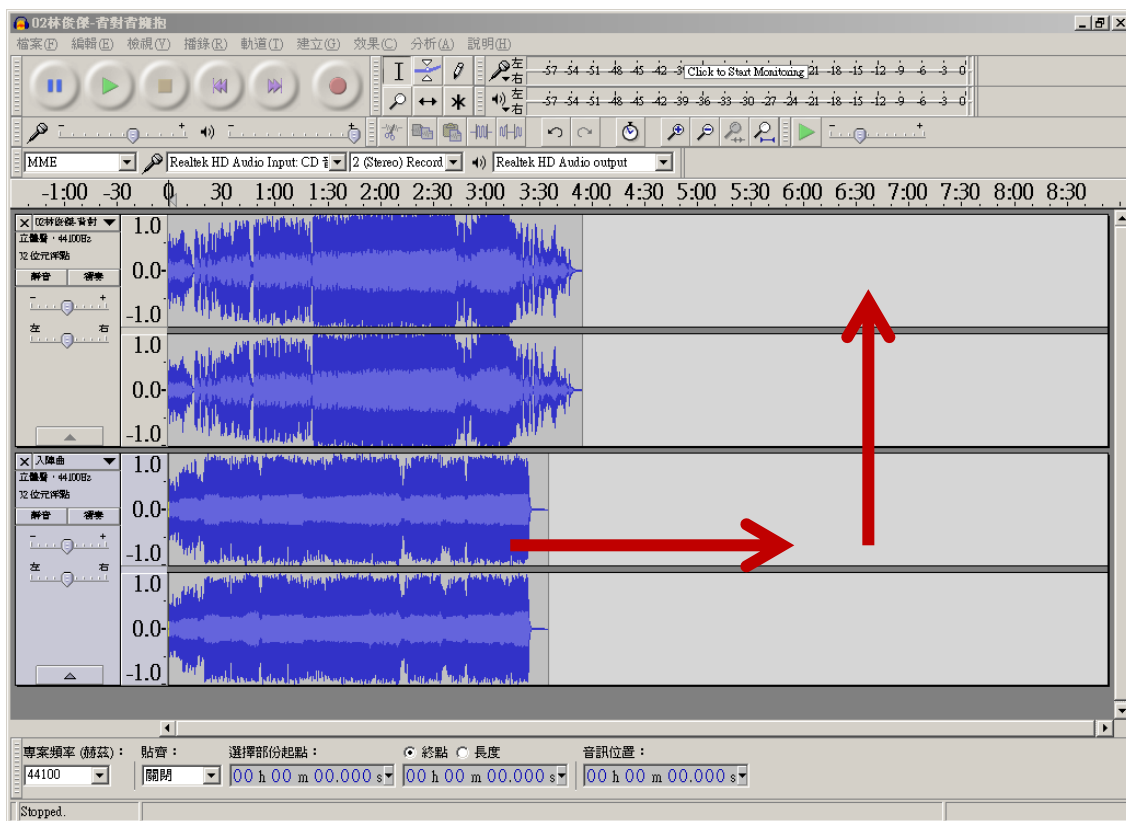 02林俊傑-背對背擁抱
檔案(F) 編輯(E) 檢視(V) 播錄(R) 軌道(T) 建立(G) 效果(C) 分析(A) 說明(H)
左 右 -57 -54 -51 -48 -45 -42 -3 Click to Start Monitoring 21 -18 -15 -12 -9 -6 -3 0
左 右 -57 -54 -51 -48 -45 -42 -39 -36 -33 -30 -27 -24 -21 -18 -15 -12 -9 -6 -3 0
MME Realtek HD Audio Input: CD 2 (Stereo) Record Realtek HD Audio output
-1:00 -30 0 30 1:00 1:30 2:00 2:30 3:00 3:30 4:00 4:30 5:00 5:30 6:00 6:30 7:00 7:30 8:00 8:30
02林俊傑-背對
立體聲，44100Hz
32 位元浮點
靜音 獨奏
- +
左 右
1.0
0.0
-1.0
1.0
0.0
-1.0
入陣曲
立體聲，44100Hz
32 位元浮點
靜音 獨奏
- +
左 右
1.0
0.0
-1.0
1.0
0.0
-1.0
專案頻率 (赫茲)： 貼齊： 選擇部份起點： 終點 長度 音訊位置：
44100 關閉 00 h 00 m 00.000 s 00 h 00 m 00.000 s 00 h 00 m 00.000 s
Stopped.